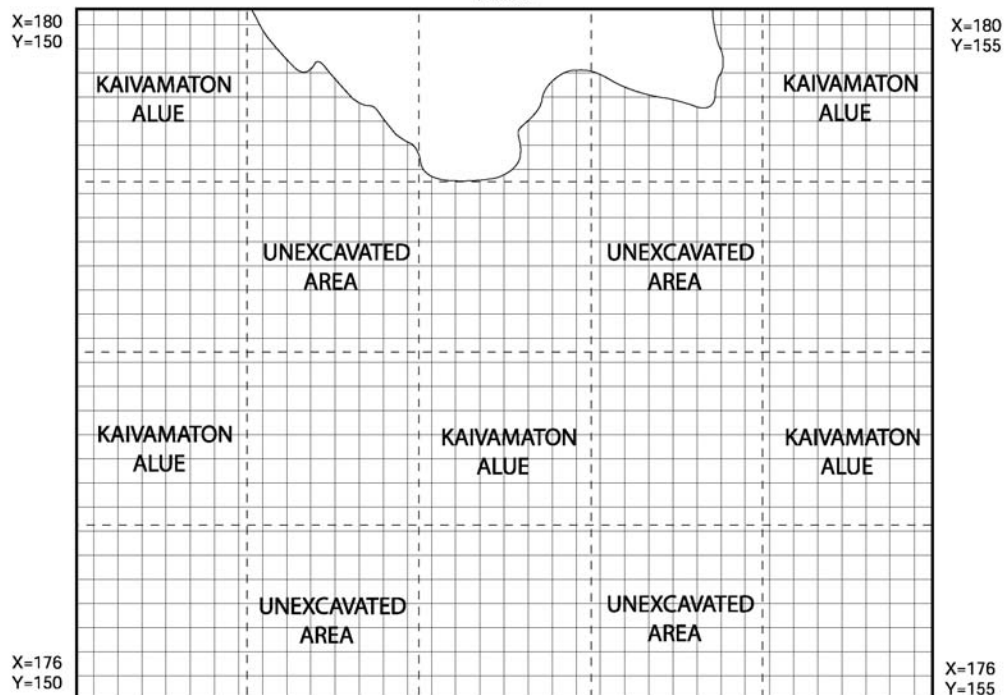 X=180
Y=150
X=180
Y=155
KAIVAMATON
ALUE
KAIVAMATON
ALUE
UNEXCAVATED
AREA
UNEXCAVATED
AREA
KAIVAMATON
ALUE
KAIVAMATON
ALUE
KAIVAMATON
ALUE
UNEXCAVATED
AREA
UNEXCAVATED
AREA
X=176
Y=150
X=176
Y=155